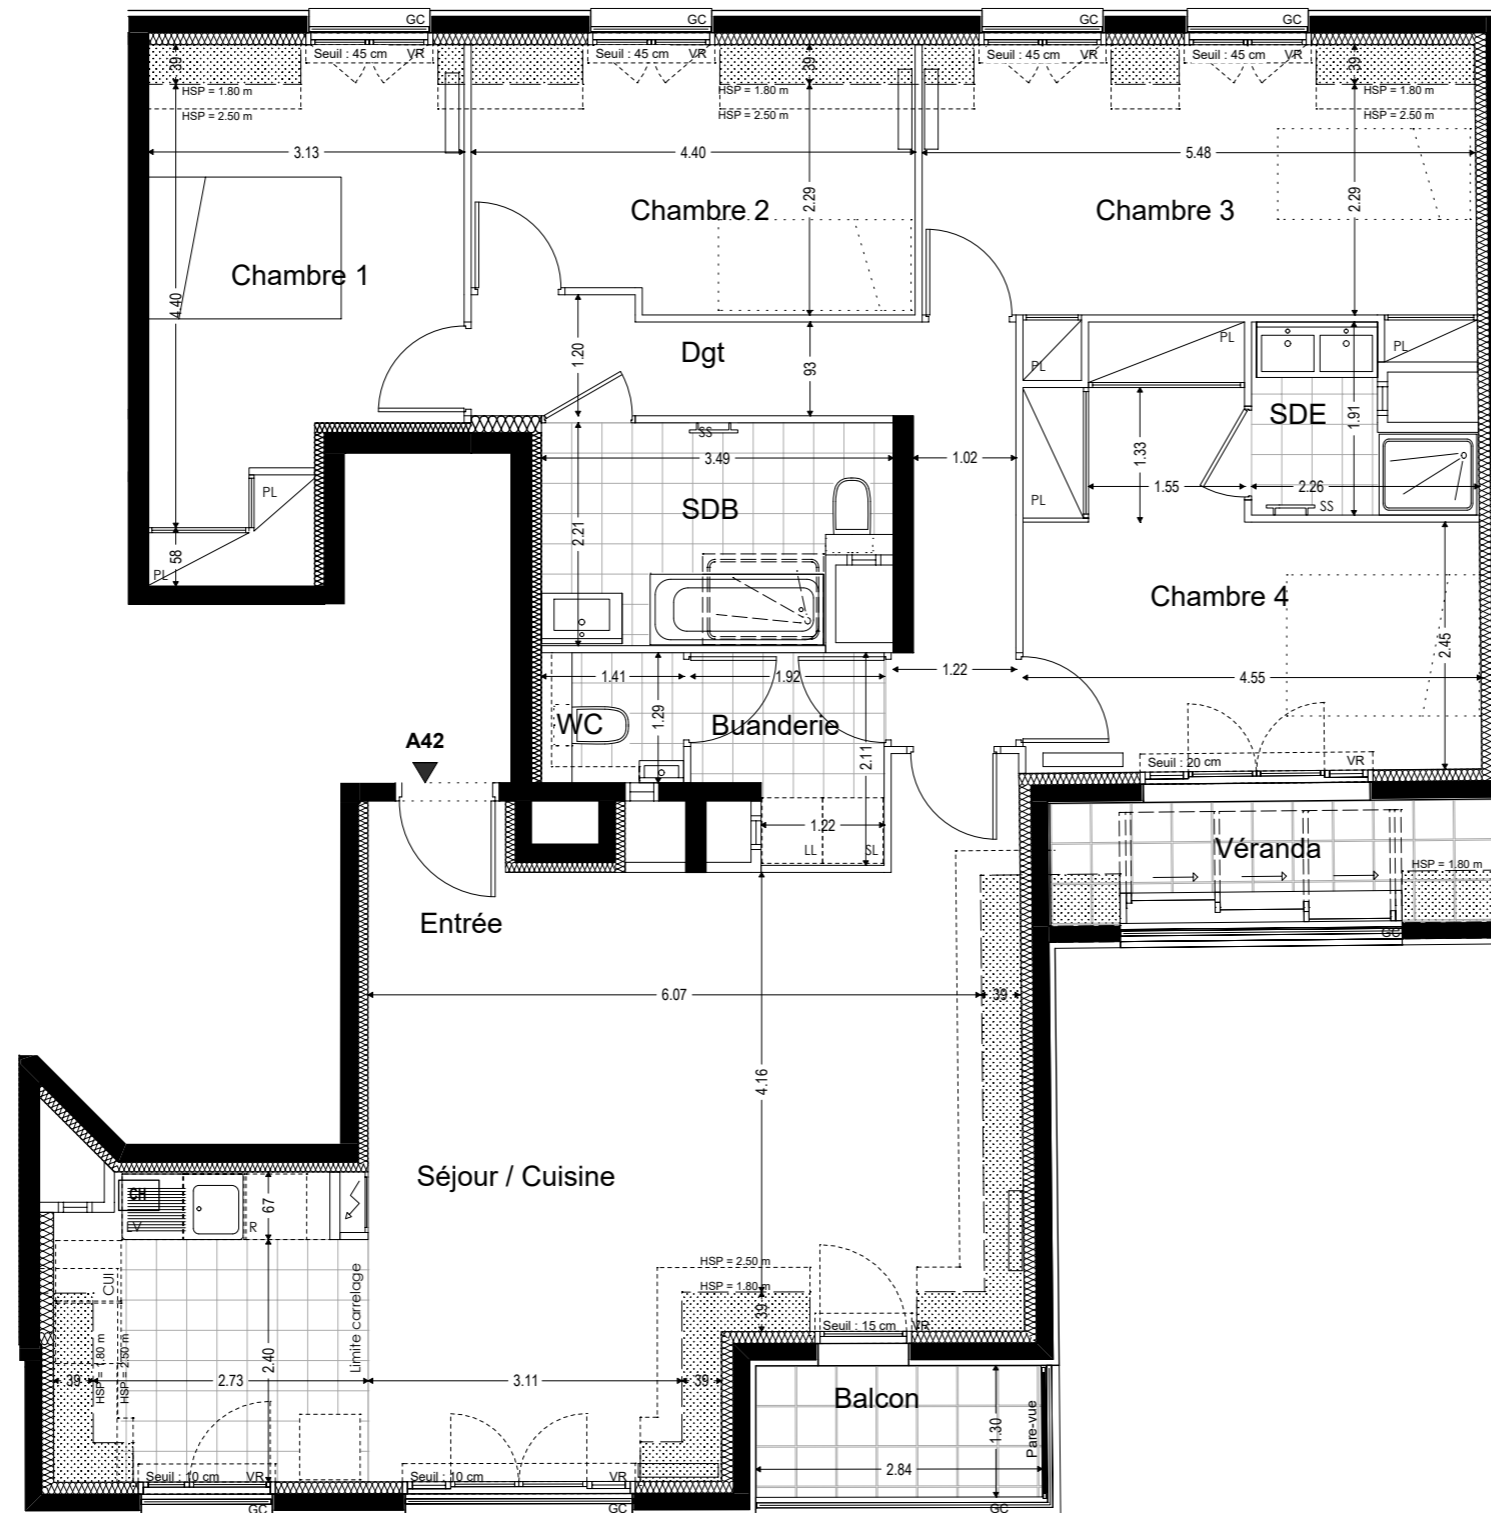 GC GC GC GC
Seuil : 45 cm VR Seuil : 45 cm VR Seuil : 45 cm VR Seuil : 45 cm VR
39 39 39
HSP = 1.80 m HSP = 1.80 m HSP = 1.80 m
HSP = 2.50 m HSP = 2.50 m HSP = 2.50 m
3.13 4.40 5.48
2.29 2.29
Chambre 2 Chambre 3
Chambre 1
4.40
1.20 Dgt 93
PL PL PL
SDE
1.91
1.33
SS
3.49 1.02
1.55 2.26
PL PL SS
SDB
2.21
58
PL
Chambre 4
2.45
1.41 1.92 1.22 4.55
1.29
WC Buanderie
2.11
A42
Seuil : 20 cm VR
1.22
LL SL
Véranda
HSP = 1.80 m
Entrée
GC
6.07 39
4.16
Séjour / Cuisine
CH
67
LV R
HSP = 2.50 m
CUI
HSP = 1.80 m
Limite carrelage
39
Seuil : 15 cm VR
HSP = 1.80 m
HSP = 2.50 m
2.40
39 2.73 3.11 39
Balcon
1.30
Pare-vue
2.84
Seuil : 10 cm VR Seuil : 10 cm VR
GC GC GC